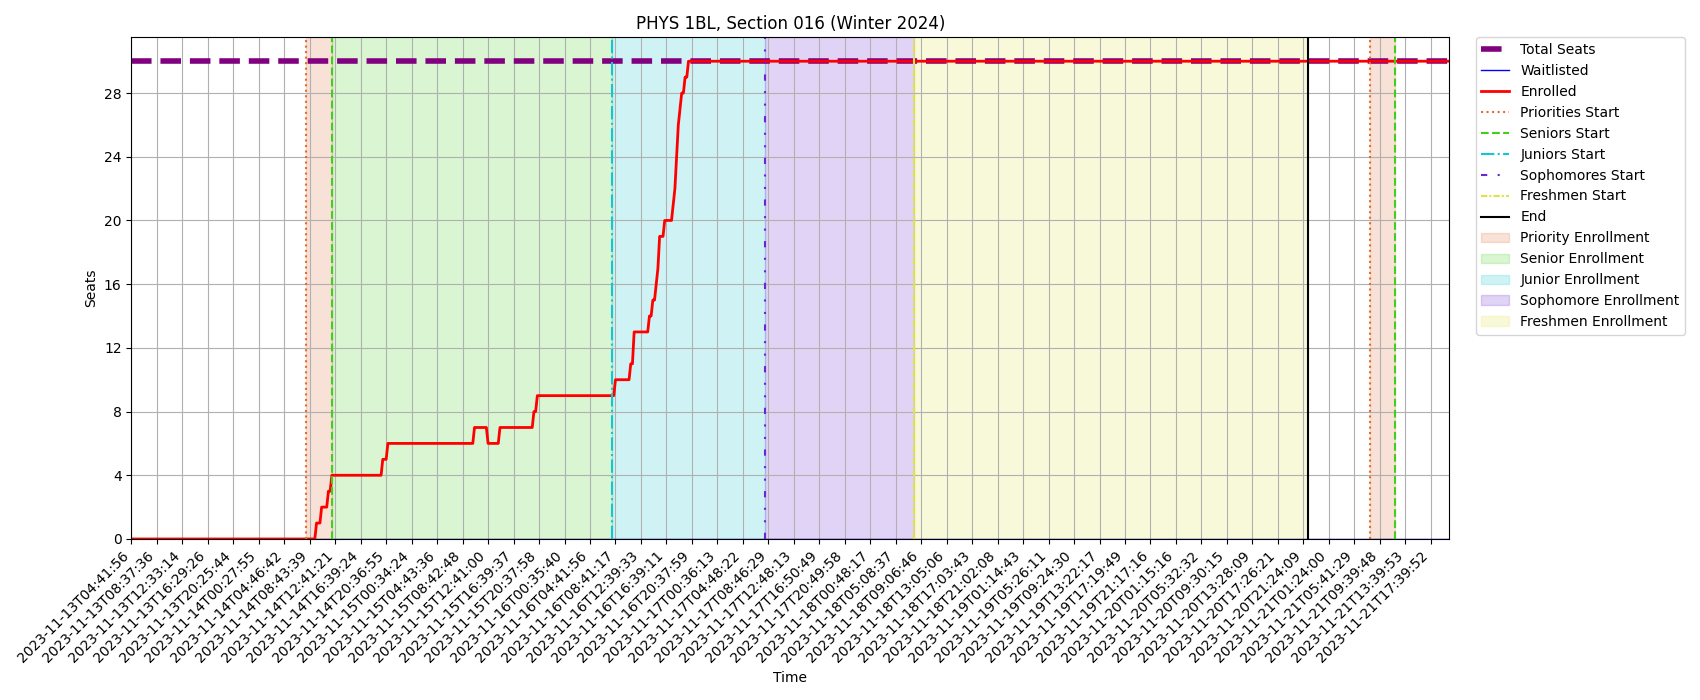 PHYS 1BL, Section 016 (Winter 2024)
Seats
28
24
20
16
12
8
4
0
2023-11-13T04:41:56
2023-11-13T08:37:36
2023-11-13T12:33:14
2023-11-13T16:29:26
2023-11-13T20:25:44
2023-11-14T00:27:55
2023-11-14T04:46:42
2023-11-14T08:43:39
2023-11-14T12:41:21
2023-11-14T16:39:24
2023-11-14T20:36:55
2023-11-15T00:34:24
2023-11-15T04:43:36
2023-11-15T08:42:48
2023-11-15T12:41:00
2023-11-15T16:39:37
2023-11-15T20:37:58
2023-11-16T00:35:40
2023-11-16T04:41:56
2023-11-16T08:41:17
2023-11-16T12:39:33
2023-11-16T16:39:11
2023-11-16T20:37:59
2023-11-17T00:36:13
2023-11-17T04:48:22
2023-11-17T08:46:29
2023-11-17T12:48:13
2023-11-17T16:50:49
2023-11-17T20:49:58
2023-11-18T00:48:17
2023-11-18T05:08:37
2023-11-18T09:06:46
2023-11-18T13:05:06
2023-11-18T17:03:43
2023-11-18T21:02:08
2023-11-19T01:14:43
2023-11-19T05:26:11
2023-11-19T09:24:30
2023-11-19T13:22:17
2023-11-19T17:19:49
2023-11-19T21:17:16
2023-11-20T01:15:16
2023-11-20T05:32:32
2023-11-20T09:30:15
2023-11-20T13:28:09
2023-11-20T17:26:21
2023-11-20T21:24:09
2023-11-21T01:24:00
2023-11-21T05:41:29
2023-11-21T09:39:48
2023-11-21T13:39:53
2023-11-21T17:39:52
Time
Total Seats
Waitlisted
Enrolled
Priorities Start
Seniors Start
Juniors Start
Sophomores Start
Freshmen Start
End
Priority Enrollment
Senior Enrollment
Junior Enrollment
Sophomore Enrollment
Freshmen Enrollment